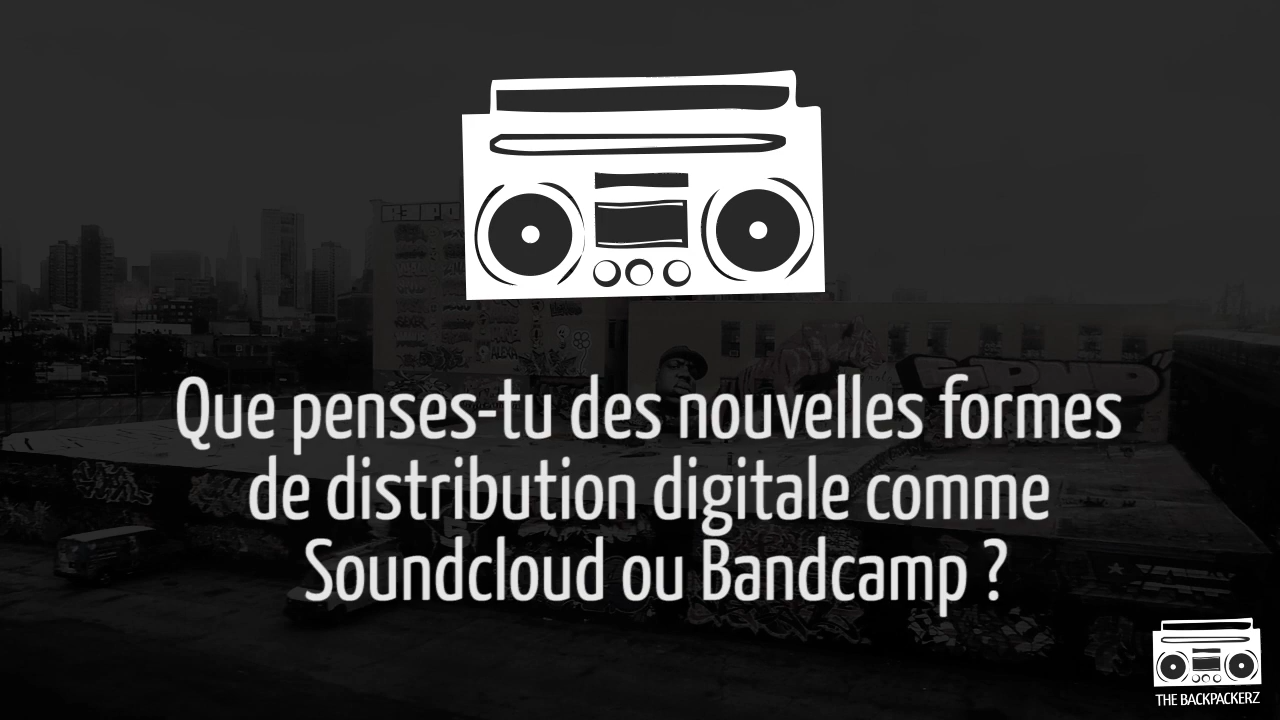 Que penses-tu des nouvelles formes
de distribution digitale comme
Soundcloud ou Bandcamp ?
THE BACKPACKERZ